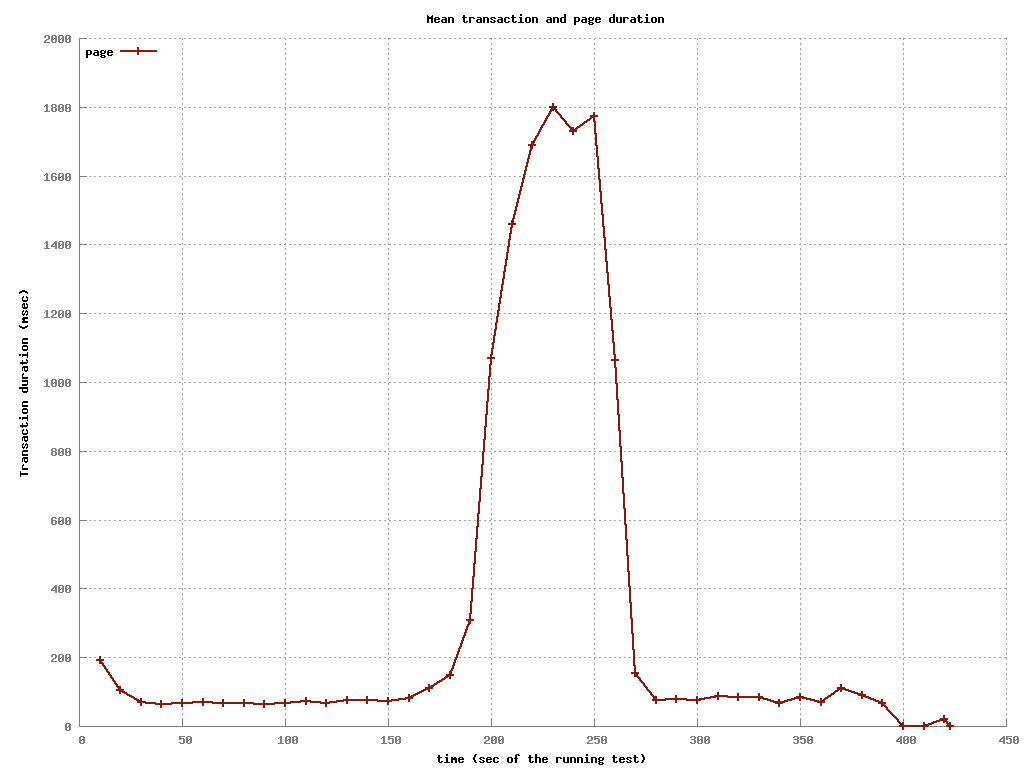 Mean transaction and page duration
page
2000
1800
1600
1400
1200
1000
800
600
400
200
0
Transaction duration (msec)
0 50 100 150 200 250 300 350 400 450
time (sec of the running test)